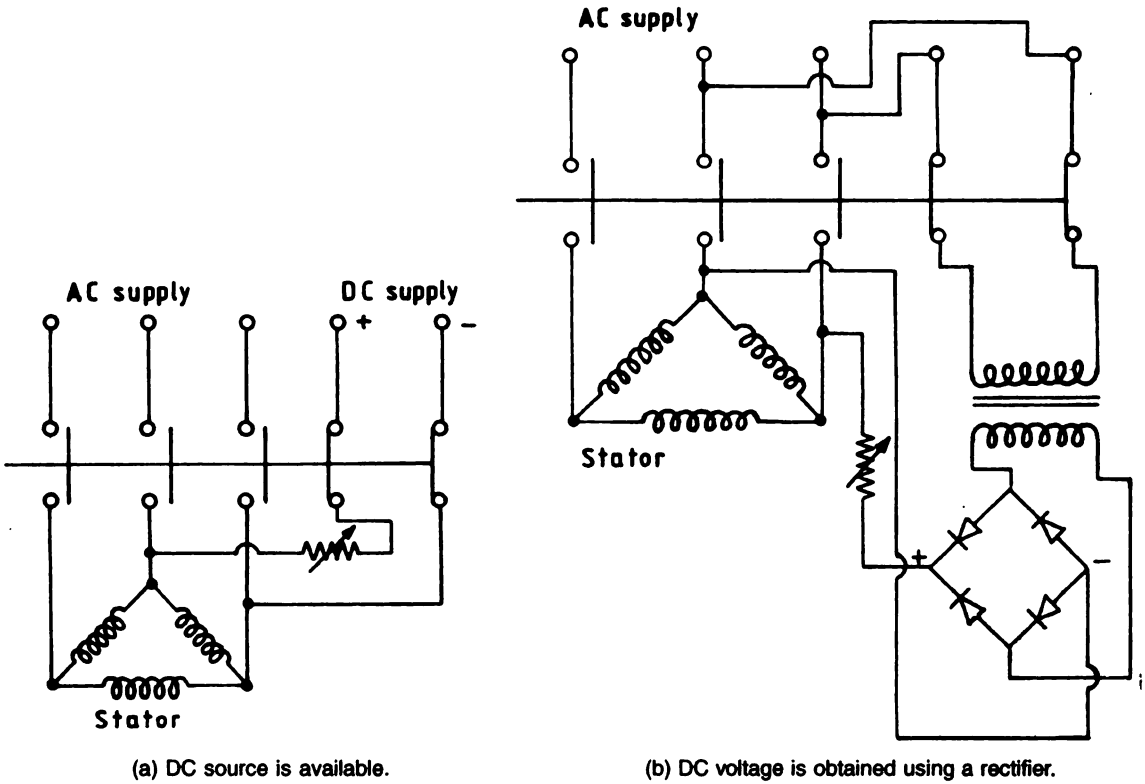 AC supply
AC supply
DC supply
+
−
Stator
Stator
+
−
(a) DC source is available.
(b) DC voltage is obtained using a rectifier.